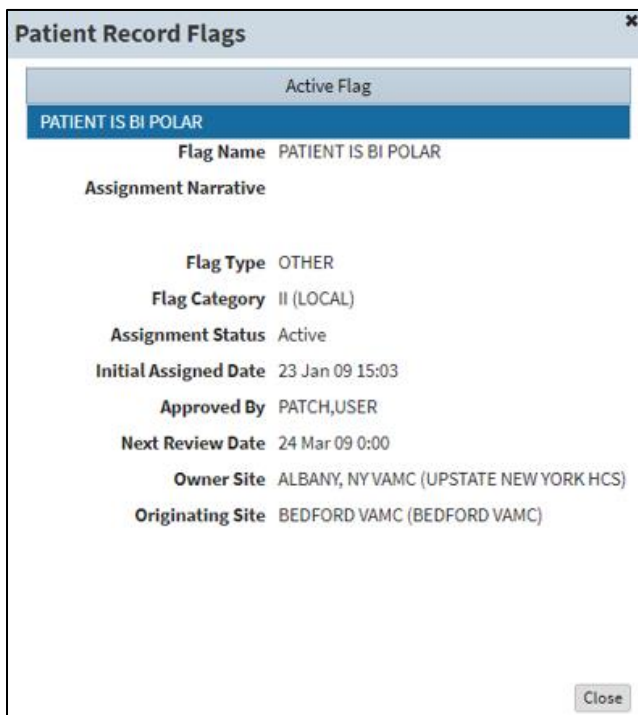 Patient Record Flags
Active Flag
PATIENT IS BI POLAR
Flag Name PATIENT IS BI POLAR
Assignment Narrative
Flag Type OTHER
Flag Category II (LOCAL)
Assignment Status Active
Initial Assigned Date 23 Jan 09 15:03
Approved By PATCH,USER
Next Review Date 24 Mar 09 0:00
Owner Site ALBANY, NY VAMC (UPSTATE NEW YORK HCS)
Originating Site BEDFORD VAMC (BEDFORD VAMC)
Close